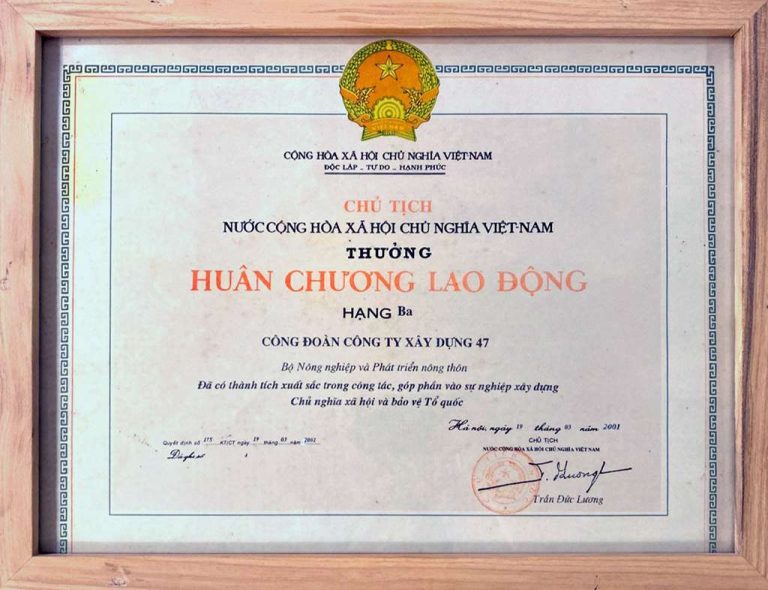 VIỆT NAM
CỘNG HÒA XÃ HỘI CHỦ NGHĨA VIỆT-NAM
ĐỘC LẬP - TỰ DO - HẠNH PHÚC
CHỦ TỊCH
NƯỚC CỘNG HÒA XÃ HỘI CHỦ NGHĨA VIỆT-NAM
THƯỞNG
HUÂN CHƯƠNG LAO ĐỘNG
HẠNG Ba
CÔNG ĐOÀN CÔNG TY XÂY DỰNG 47
Bộ Nông nghiệp và Phát triển nông thôn
Đã có thành tích xuất sắc trong công tác, góp phần vào sự nghiệp xây dựng
Chủ nghĩa xã hội và bảo vệ Tổ quốc
Hà nội, ngày 19 tháng 03 năm 2001
CHỦ TỊCH
NƯỚC CỘNG HÒA XÃ HỘI CHỦ NGHĨA VIỆT NAM
Quyết định số 175 KT/CT ngày 19 tháng 03 năm 2001
Trần Đức Lương